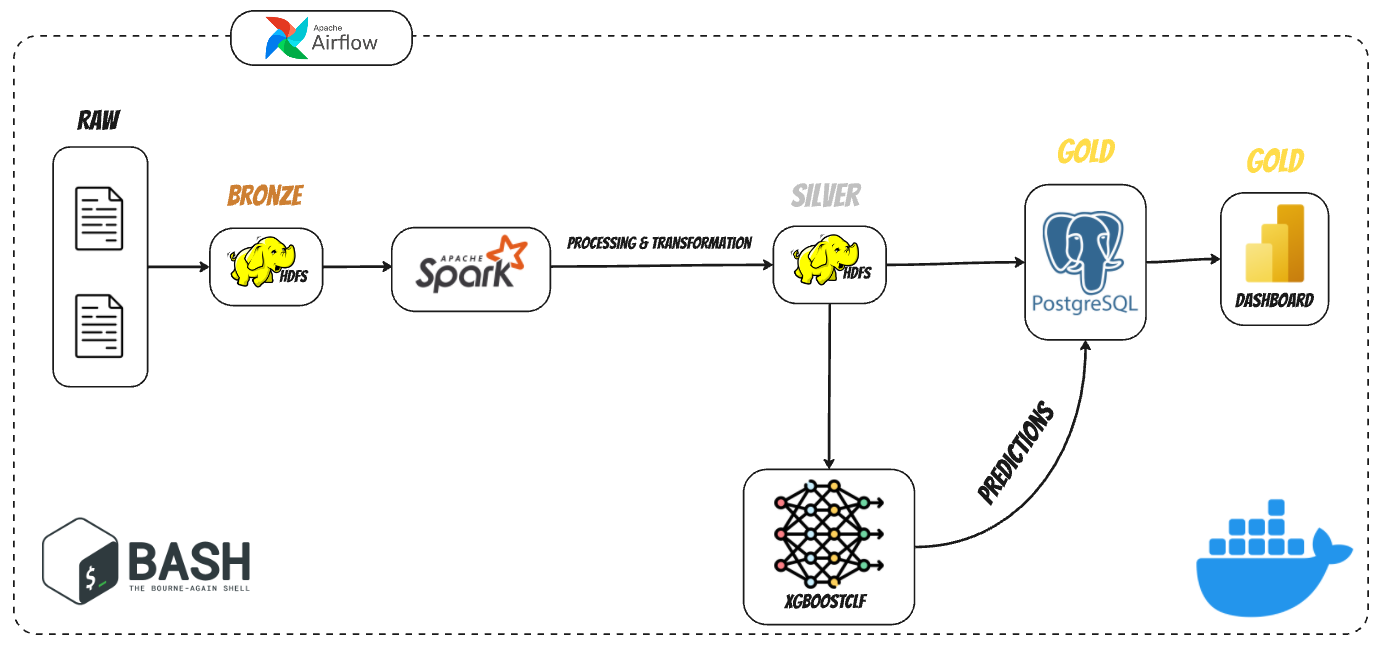 Apache
Airflow
RAW
BRONZE
HDFS
APACHE
Spark
PROCESSING & TRANSFORMATION
SILVER
HDFS
GOLD
PostgreSQL
GOLD
DASHBOARD
PREDICTIONS
XGBOOSTCLF
$_
BASH
THE BOURNE-AGAIN SHELL